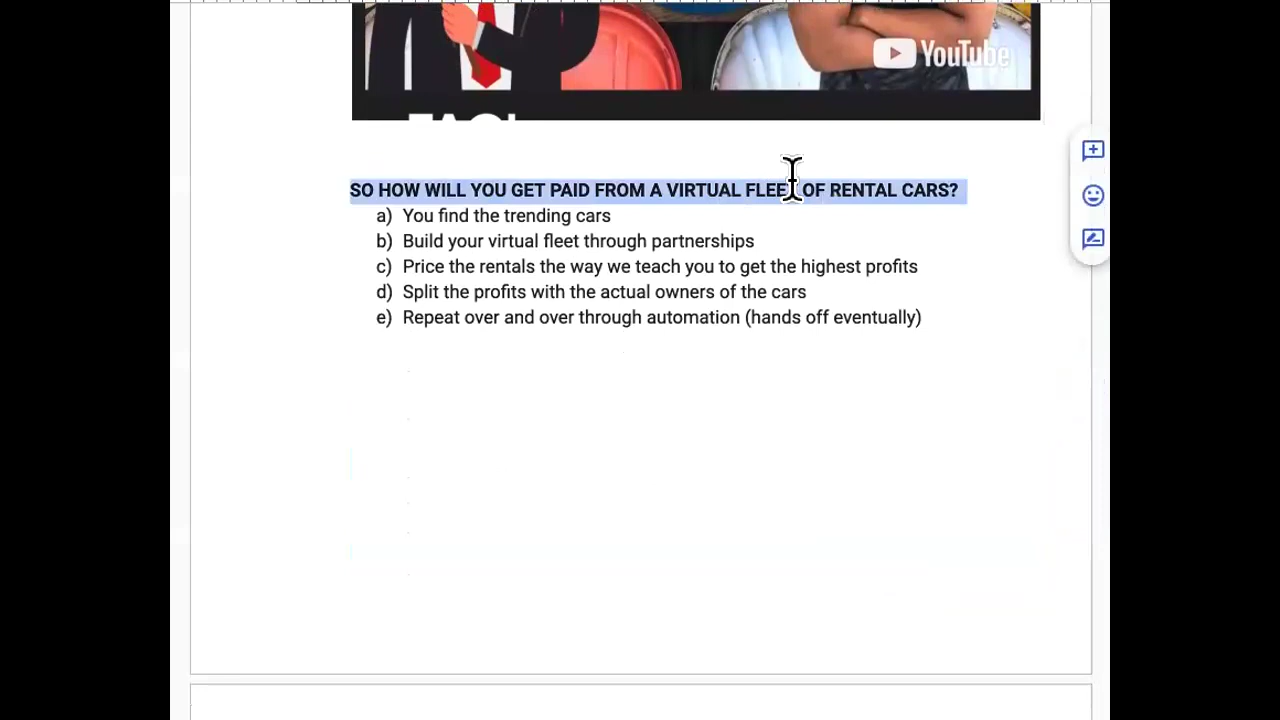 YouTube
SO HOW WILL YOU GET PAID FROM A VIRTUAL FLEET OF RENTAL CARS?
a) You find the trending cars
b) Build your virtual fleet through partnerships
c) Price the rentals the way we teach you to get the highest profits
d) Split the profits with the actual owners of the cars
e) Repeat over and over through automation (hands off eventually)